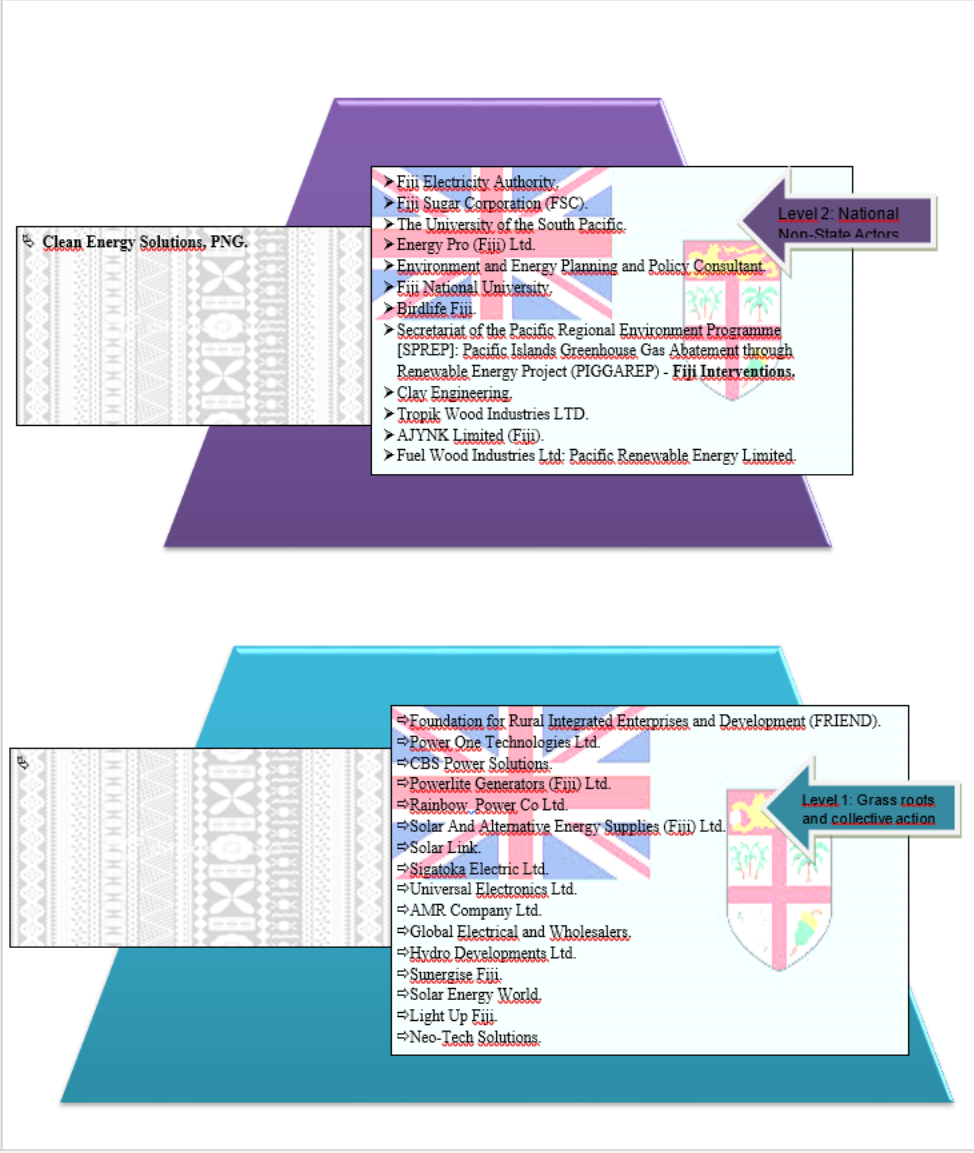 ➢Fiji Electricity Authority.
➢Fiji Sugar Corporation (FSC).
➢The University of the South Pacific.
➢Energy Pro (Fiji) Ltd.
➢Environment and Energy Planning and Policy Consultant.
➢Fiji National University.
➢Birdlife Fiji.
➢Secretariat of the Pacific Regional Environment Programme
[SPREP]: Pacific Islands Greenhouse Gas Abatement through
Renewable Energy Project (PIGGAREP) - Fiji Interventions.
➢Clay Engineering.
➢Tropik Wood Industries LTD.
➢AJYNK Limited (Fiji).
➢Fuel Wood Industries Ltd: Pacific Renewable Energy Limited.
Level 2: National
Non-State Actors
Clean Energy Solutions, PNG.
⇨Foundation for Rural Integrated Enterprises and Development (FRIEND).
⇨Power One Technologies Ltd.
⇨CBS Power Solutions.
⇨Powerlite Generators (Fiji) Ltd.
⇨Rainbow Power Co Ltd.
⇨Solar And Alternative Energy Supplies (Fiji) Ltd.
⇨Solar Link.
⇨Sigatoka Electric Ltd.
⇨Universal Electronics Ltd.
⇨AMR Company Ltd.
⇨Global Electrical and Wholesalers.
⇨Hydro Developments Ltd.
⇨Sunergise Fiji.
⇨Solar Energy World.
⇨Light Up Fiji.
⇨Neo-Tech Solutions.
Level 1: Grass roots
and collective action